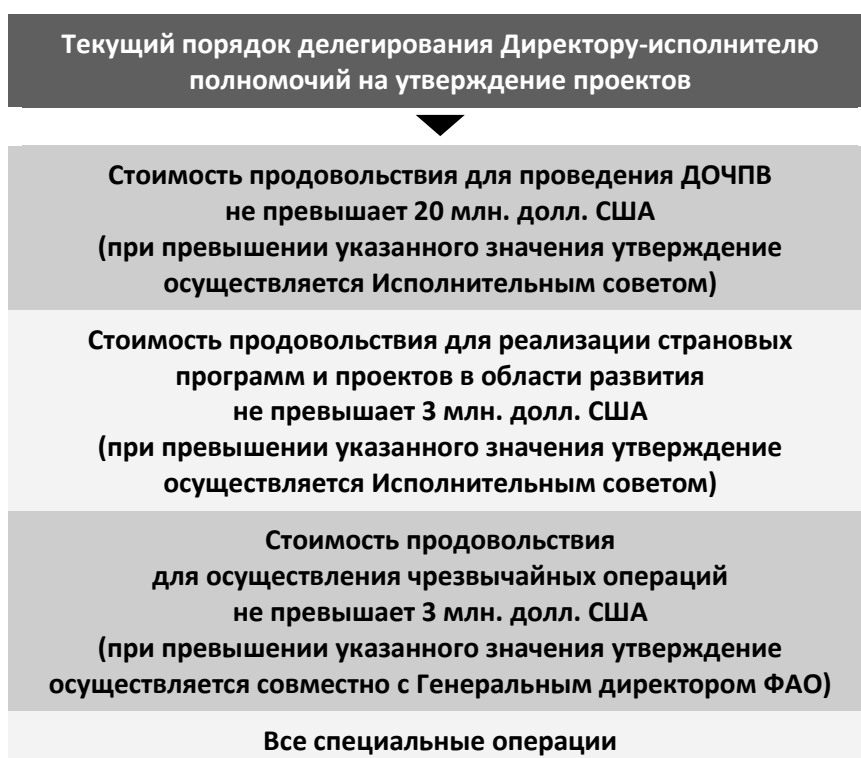 Текущий порядок делегирования Директору-исполнителю
полномочий на утверждение проектов
Стоимость продовольствия для проведения ДОЧПВ
не превышает 20 млн. долл. США
(при превышении указанного значения утверждение
осуществляется Исполнительным советом)
Стоимость продовольствия для реализации страновых
программ и проектов в области развития
не превышает 3 млн. долл. США
(при превышении указанного значения утверждение
осуществляется Исполнительным советом)
Стоимость продовольствия
для осуществления чрезвычайных операций
не превышает 3 млн. долл. США
(при превышении указанного значения утверждение
осуществляется совместно с Генеральным директором ФАО)
Все специальные операции